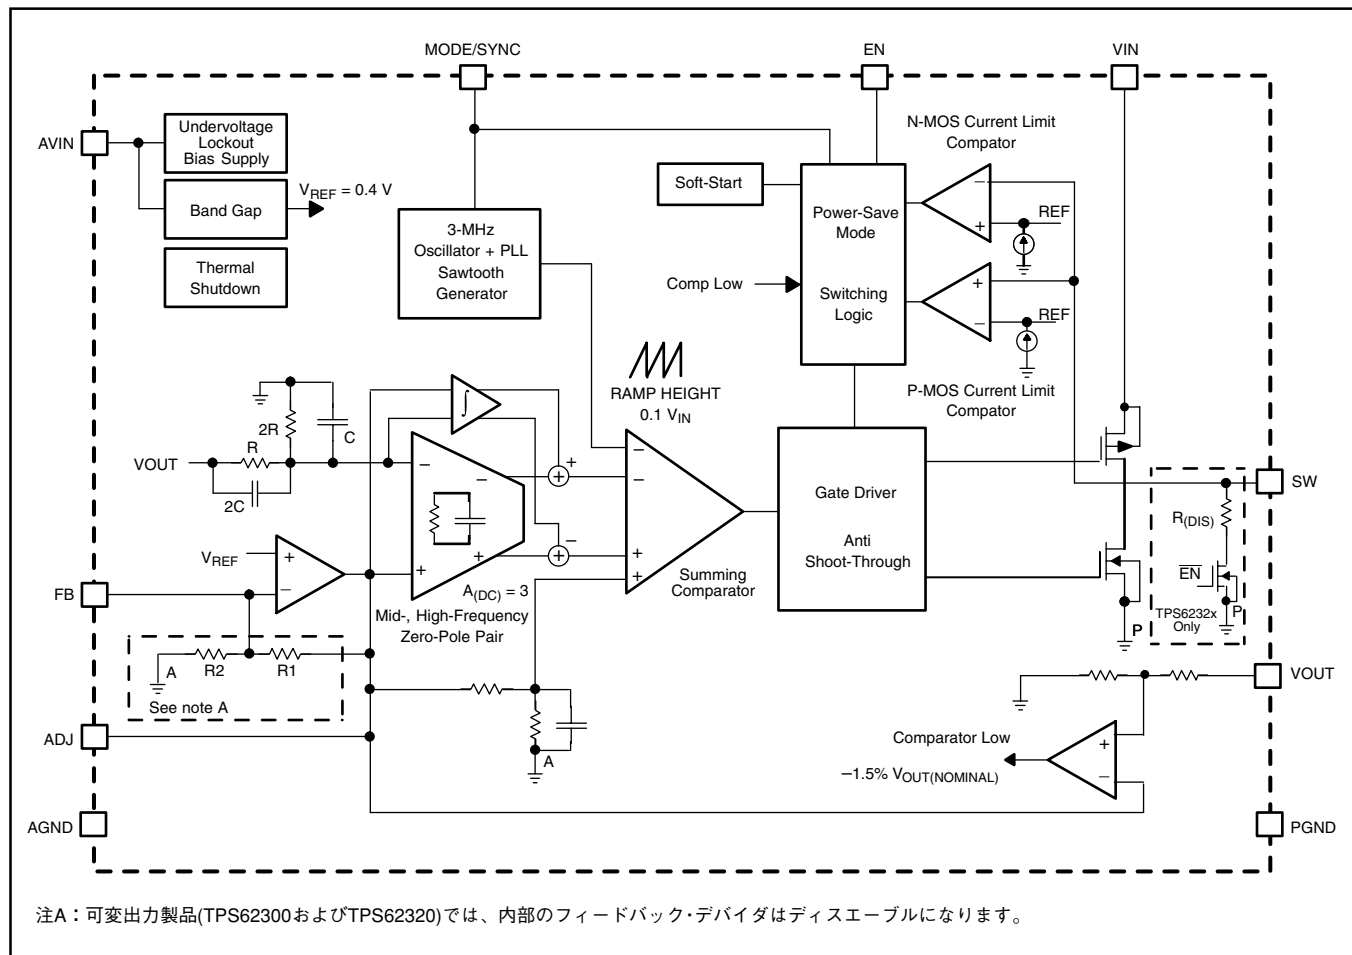 MODE/SYNC
EN
VIN
AVIN
Undervoltage
Lockout
Bias Supply
Band Gap
VREF = 0.4 V
Thermal
Shutdown
3-MHz
Oscillator + PLL
Sawtooth
Generator
Soft-Start
Comp Low
Power-Save
Mode
Switching
Logic
N-MOS Current Limit
Compator
−
+
REF
+
−
REF
P-MOS Current Limit
Compator
RAMP HEIGHT
0.1 VIN
2R
C
R
VOUT
2C
∫
−
−
+
+
+
−
+
+
A(DC) = 3
Mid-, High-Frequency
Zero-Pole Pair
−
−
+
+
Summing
Comparator
Gate Driver
Anti
Shoot-Through
SW
R(DIS)
EN
P
TPS6232x
Only
P
VREF
+
−
FB
A
R2
R1
See note A
ADJ
A
VOUT
Comparator Low
−1.5% VOUT(NOMINAL)
+
−
AGND
PGND
注A：可変出力製品(TPS62300およびTPS62320)では、内部のフィードバック・デバイダはディスエーブルになります。